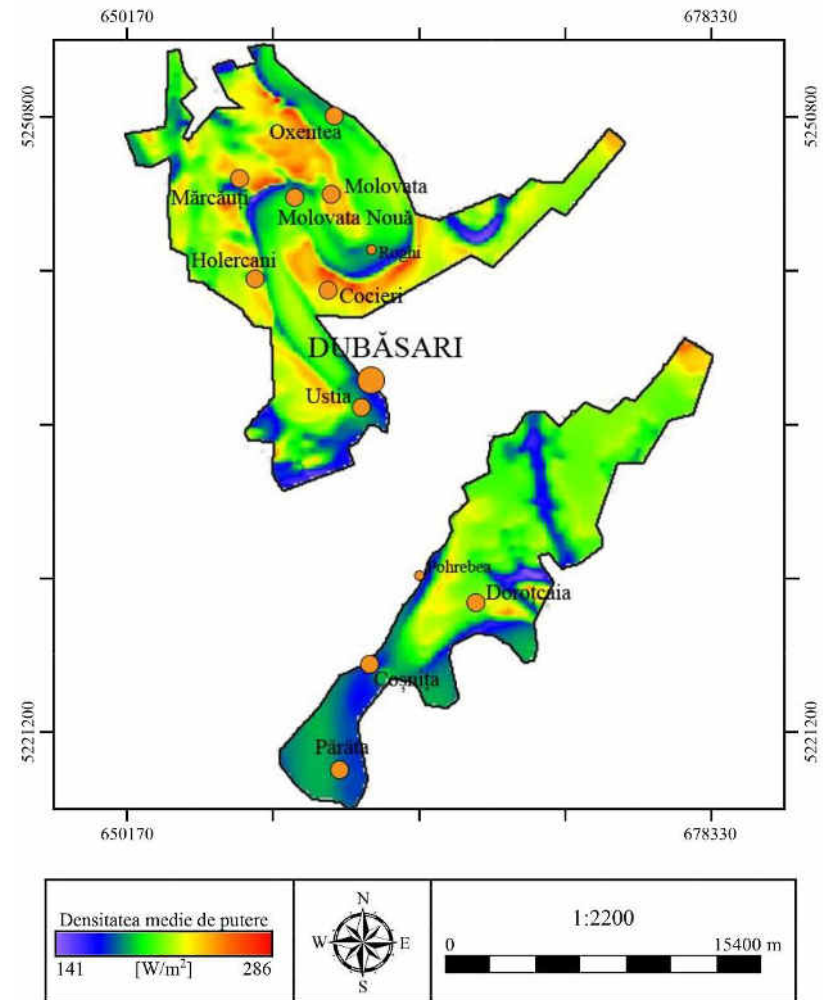 650170
678330
5250800
5250800
Oxentea
Mărcăuți
Molovata
Molovata Nouă
Roghi
Holercani
Cocieri
DUBĂSARI
Ustia
Pohrebea
Doroțcaia
Coșnița
5221200
5221200
Pârâta
650170
678330
Densitatea medie de putere
141
[W/m²]
286
N
W
E
S
1:2200
0
15400 m